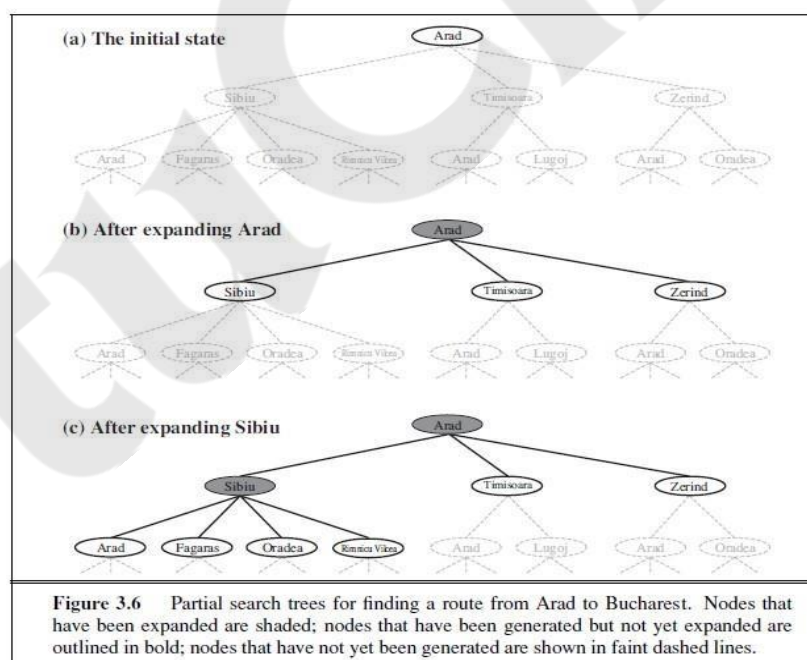 (a) The initial state
Arad
Sibiu Timisoara Zerind
Arad Fagaras Oradea Rimnicu Vilcea Arad Lugoj Arad Oradea
(b) After expanding Arad
Arad
Sibiu Timisoara Zerind
Arad Fagaras Oradea Rimnicu Vilcea Arad Lugoj Arad Oradea
(c) After expanding Sibiu
Arad
Sibiu Timisoara Zerind
Arad Fagaras Oradea Rimnicu Vilcea Arad Lugoj Arad Oradea
Figure 3.6 Partial search trees for finding a route from Arad to Bucharest. Nodes that
have been expanded are shaded; nodes that have been generated but not yet expanded are
outlined in bold; nodes that have not yet been generated are shown in faint dashed lines.